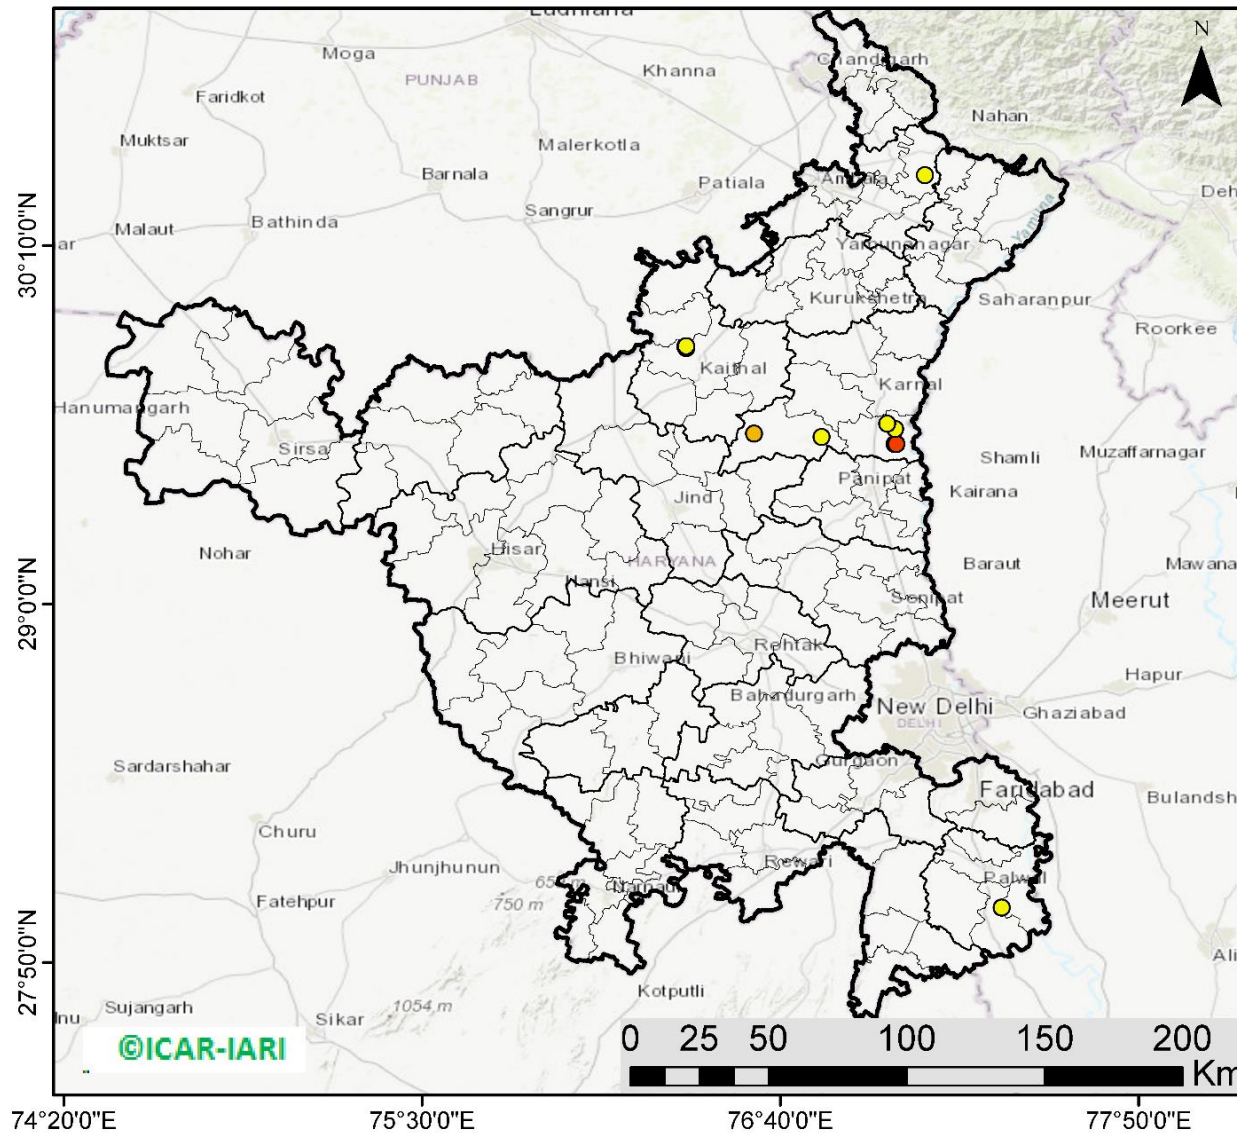 Ludhiana
N
Moga
Khanna
Chandigarh
PUNJAB
Faridkot
Nahan
Muktsar
Malerkotla
Barnala
Patiala
Ambala
Deh
Sangrur
Bathinda
Malaut
ar
Yamuna
Yamunanagar
30°10'0"N
Kurukshetra
Saharanpur
Roorkee
Kaithal
Karnal
Hanumangarh
Sirsa
Shamli
Muzaffarnagar
Panipat
Kairana
Jind
Nohar
Hisar
HARYANA
Baraut
Mawana
Hansi
29°0'0"N
Sonipat
Meerut
Rohtak
Bhiwani
Hapur
Bahadurgarh
New Delhi
Ghaziabad
DELHI
Sardarshahar
Gurgaon
Faridabad
Bulandsh
Churu
Jhunjhunun
Rewari
Palwal
Narnaul
750 m
Fatehpur
Ali
27°50'0"N
Kotputli
Sujangarh
1054 m
nu
Sikar
©ICAR-IARI
0 25 50 100 150 200
Km
74°20'0"E 75°30'0"E 76°40'0"E 77°50'0"E